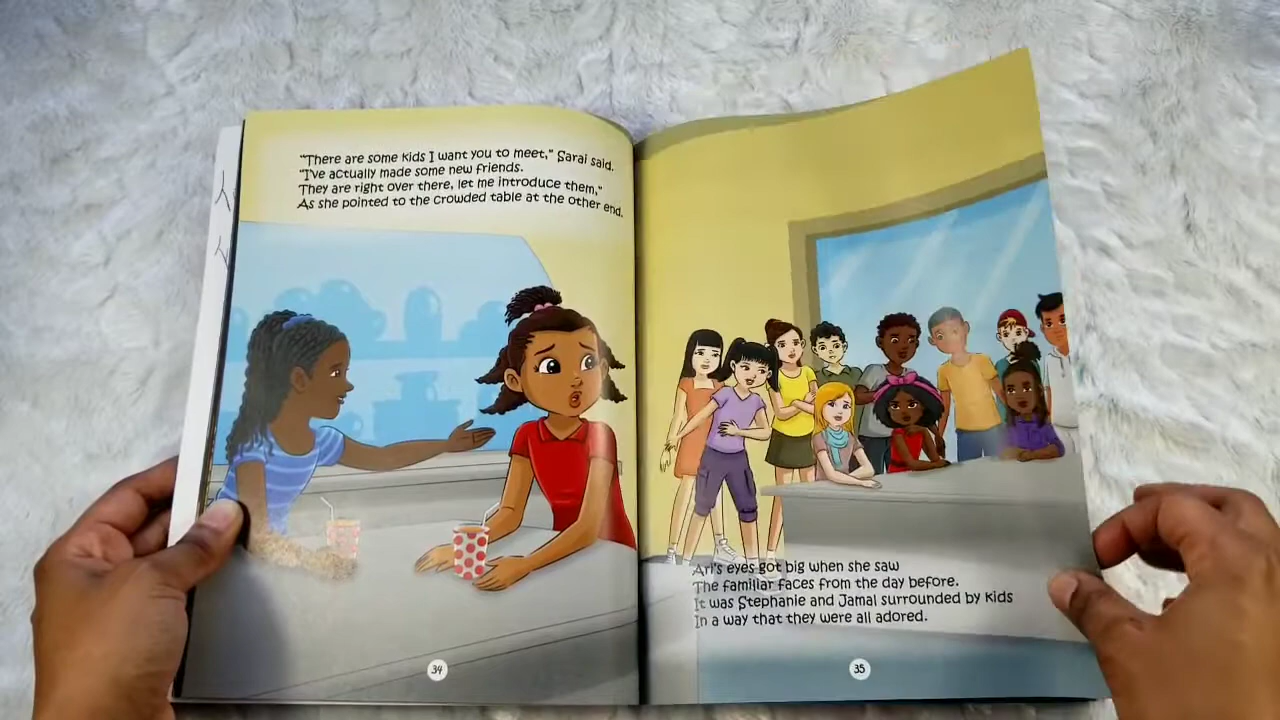 "There are some kids I want you to meet," Sarai said.
"I've actually made some new friends.
They are right over there, let me introduce them,"
As she pointed to the crowded table at the other end.
34
Ari's eyes got big when she saw
The familiar faces from the day before.
It was Stephanie and Jamal surrounded by kids
In a way that they were all adored.
35